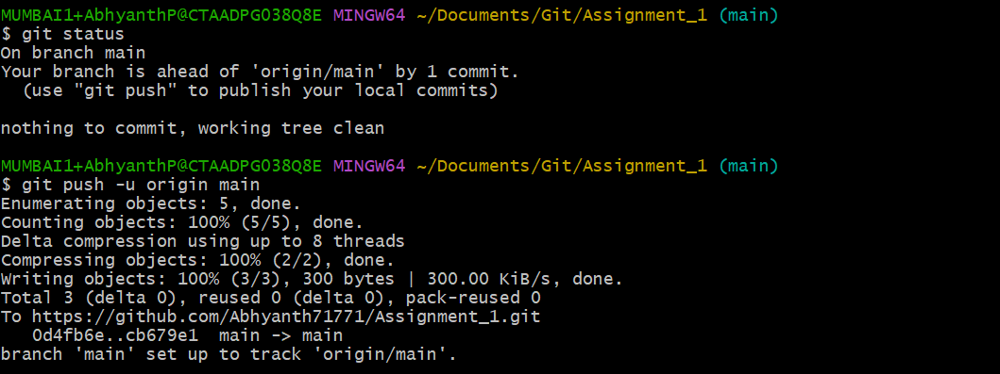 MUMBAI1+AbhyanthP@CTAADPG038Q8E MINGW64 ~/Documents/Git/Assignment_1 (main)
$ git status
On branch main
Your branch is ahead of 'origin/main' by 1 commit.
  (use "git push" to publish your local commits)

nothing to commit, working tree clean

MUMBAI1+AbhyanthP@CTAADPG038Q8E MINGW64 ~/Documents/Git/Assignment_1 (main)
$ git push -u origin main
Enumerating objects: 5, done.
Counting objects: 100% (5/5), done.
Delta compression using up to 8 threads
Compressing objects: 100% (2/2), done.
Writing objects: 100% (3/3), 300 bytes | 300.00 KiB/s, done.
Total 3 (delta 0), reused 0 (delta 0), pack-reused 0
To https://github.com/Abhyanth71771/Assignment_1.git
   0d4fb6e..cb679e1  main -> main
branch 'main' set up to track 'origin/main'.